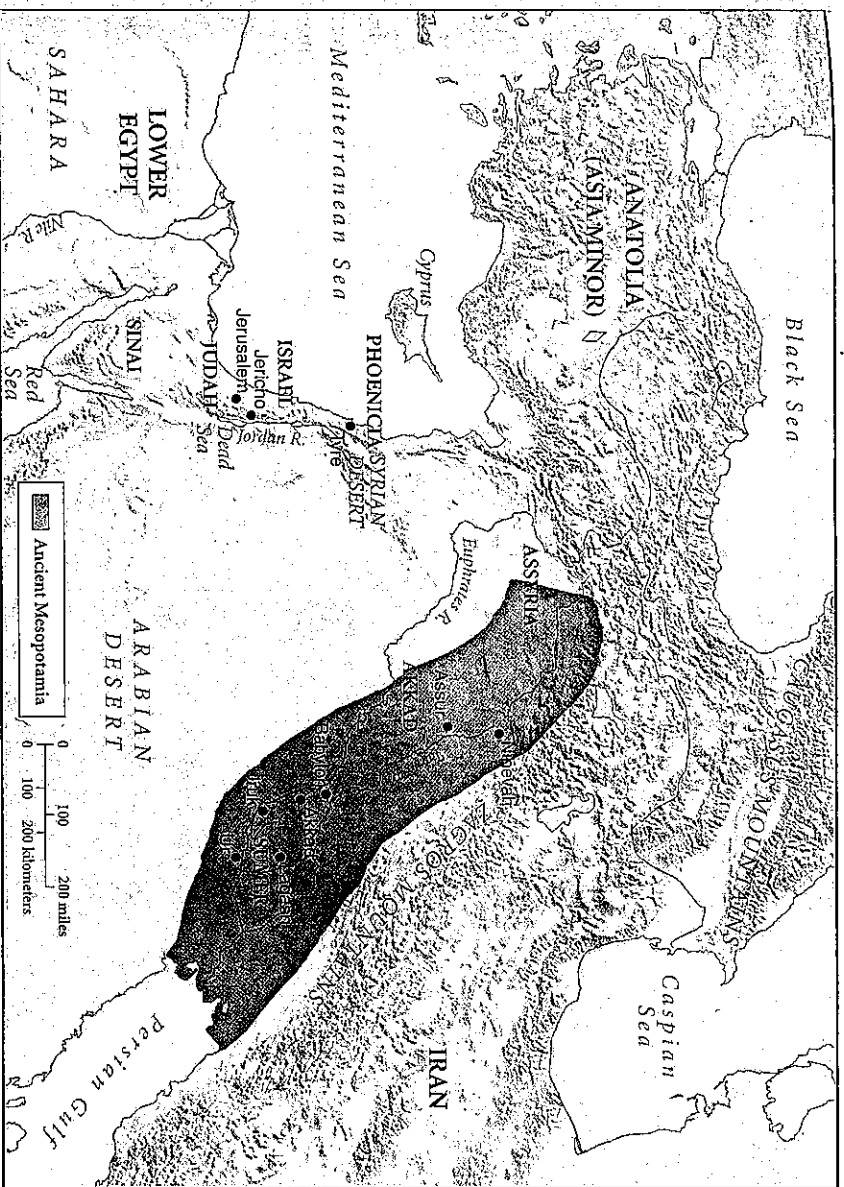 Black Sea
CAUCASUS MOUNTAINS
Caspian
Sea
ANATOLIA
(ASIA MINOR)
Mediterranean Sea
Cyprus
PHOENICIA
SYRIAN
DESERT
Tyre
ISRAEL
Jericho
Jerusalem
JUDAH
Jordan R.
Dead
Sea
SINAI
LOWER
EGYPT
SAHARA
Nile R.
Red
Sea
ASSYRIA
Euphrates R.
Assur
Nineveh
AKKAD
Babylon
SUMER
ZAGROS MOUNTAINS
IRAN
Persian Gulf
ARABIAN
DESERT
Ancient Mesopotamia
0 100 200 miles
0 100 200 kilometers